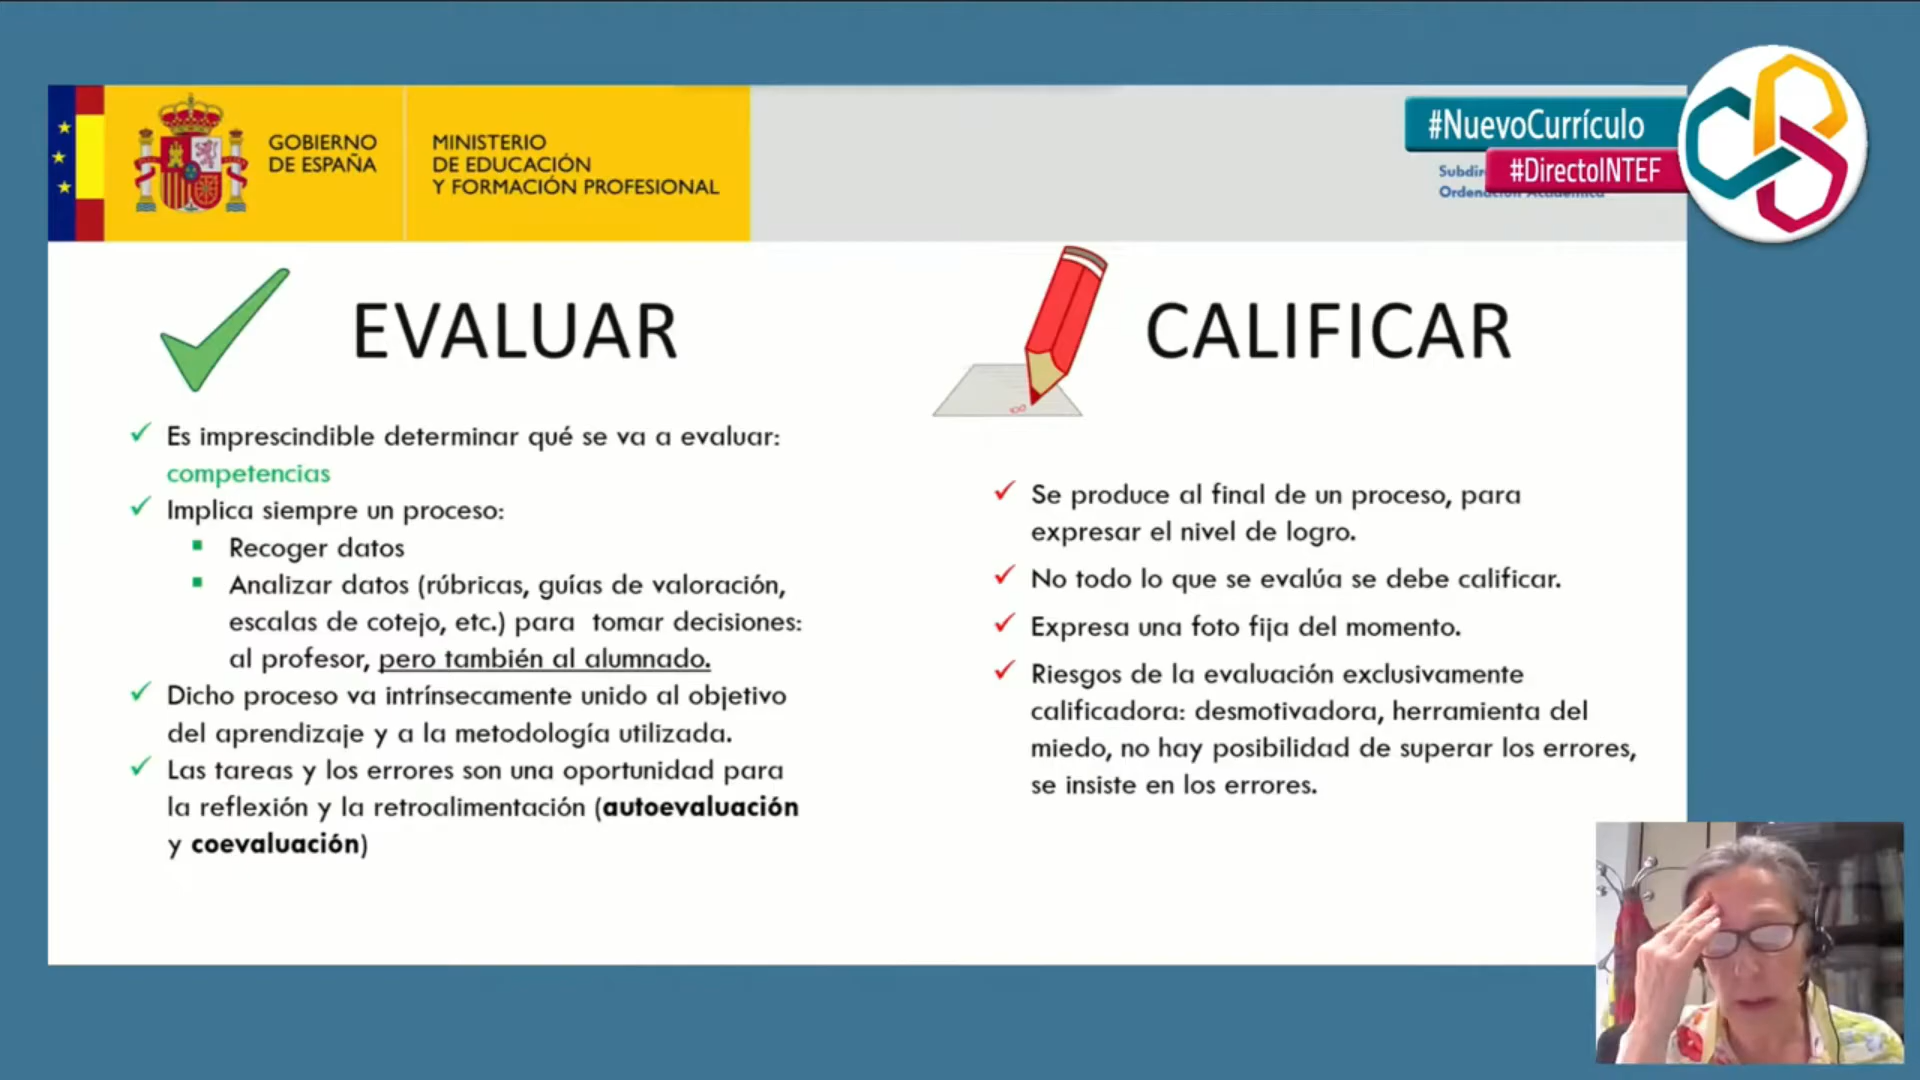 GOBIERNO
DE ESPAÑA
MINISTERIO
DE EDUCACIÓN
Y FORMACIÓN PROFESIONAL
#NuevoCurrículo
#DirectoINTEF
EVALUAR
✓ Es imprescindible determinar qué se va a evaluar:
competencias
✓ Implica siempre un proceso:
▪ Recoger datos
▪ Analizar datos (rúbricas, guías de valoración,
escalas de cotejo, etc.) para tomar decisiones:
al profesor, pero también al alumnado.
✓ Dicho proceso va intrínsecamente unido al objetivo
del aprendizaje y a la metodología utilizada.
✓ Las tareas y los errores son una oportunidad para
la reflexión y la retroalimentación (autoevaluación
y coevaluación)
CALIFICAR
✓ Se produce al final de un proceso, para
expresar el nivel de logro.
✓ No todo lo que se evalúa se debe calificar.
✓ Expresa una foto fija del momento.
✓ Riesgos de la evaluación exclusivamente
calificadora: desmotivadora, herramienta del
miedo, no hay posibilidad de superar los errores,
se insiste en los errores.